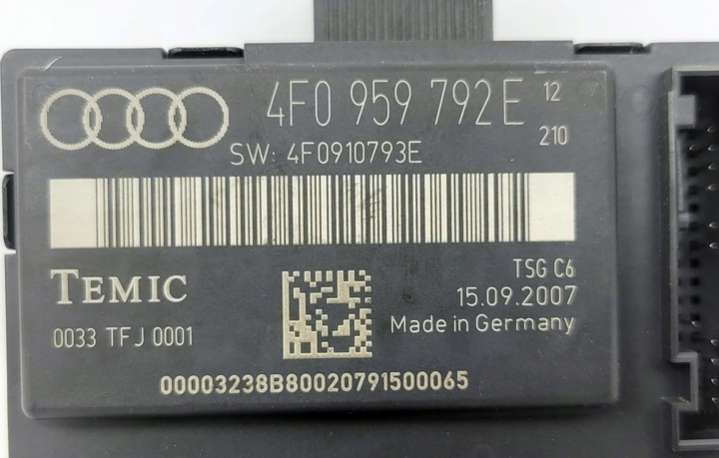 4F0 959 792E
12
210
SW: 4F0910793E
TEMIC
TSG C6
15.09.2007
0033 TFJ 0001
Made in Germany
00003238B80020791500065